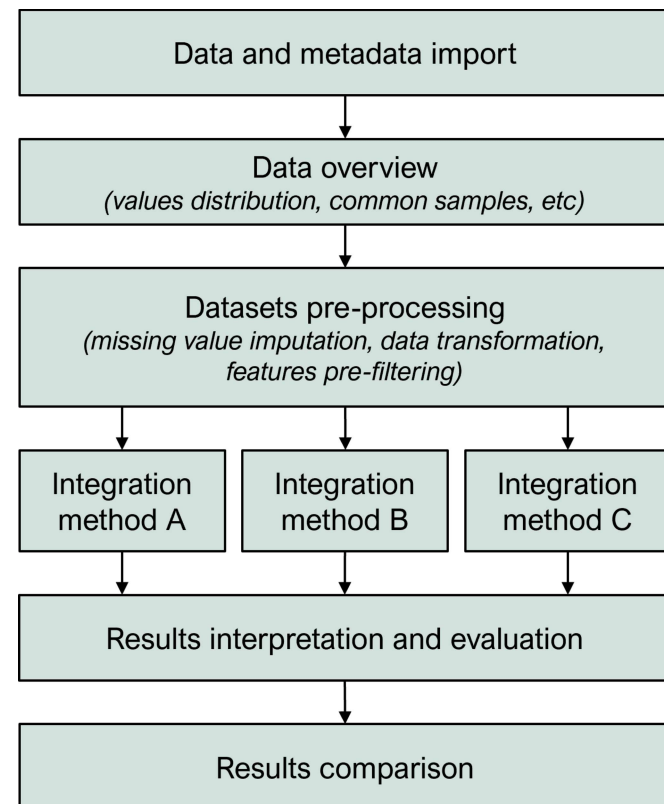 Data and metadata import
Data overview
(values distribution, common samples, etc)
Datasets pre-processing
(missing value imputation, data transformation,
features pre-filtering)
Integration
method A
Integration
method B
Integration
method C
Results interpretation and evaluation
Results comparison